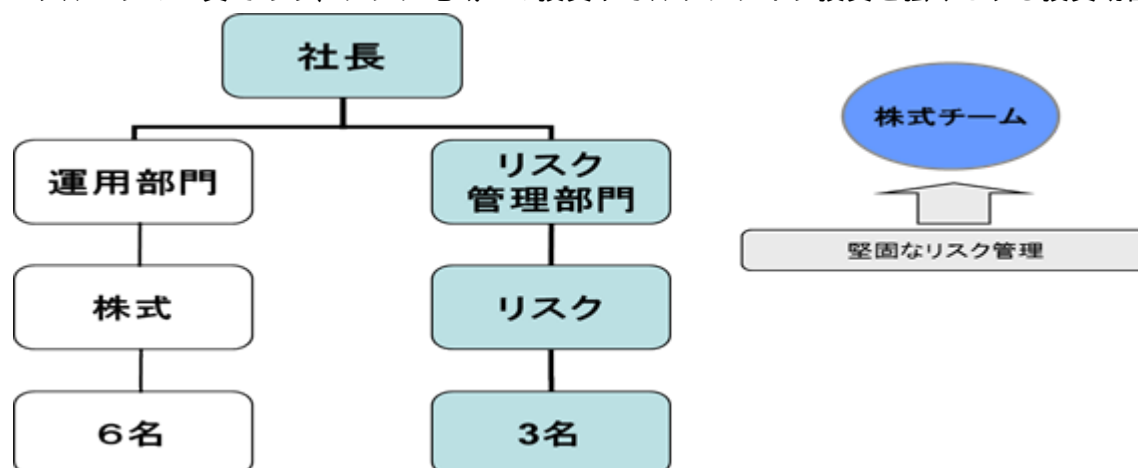 社長
運用部門
リスク
管理部門
株式
リスク
6名
3名
株式チーム
堅固なリスク管理